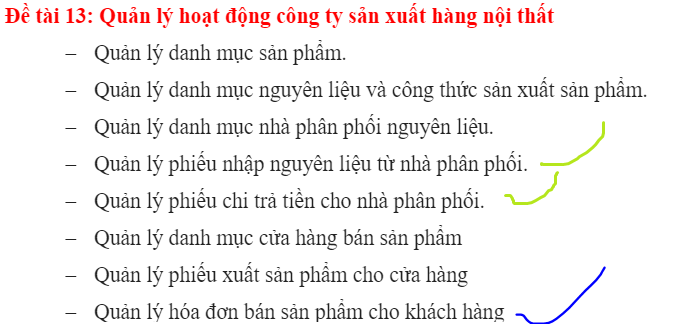 Đề tài 13: Quản lý hoạt động công ty sản xuất hàng nội thất
– Quản lý danh mục sản phẩm.
– Quản lý danh mục nguyên liệu và công thức sản xuất sản phẩm.
– Quản lý danh mục nhà phân phối nguyên liệu.
– Quản lý phiếu nhập nguyên liệu từ nhà phân phối.
– Quản lý phiếu chi trả tiền cho nhà phân phối.
– Quản lý danh mục cửa hàng bán sản phẩm
– Quản lý phiếu xuất sản phẩm cho cửa hàng
– Quản lý hóa đơn bán sản phẩm cho khách hàng